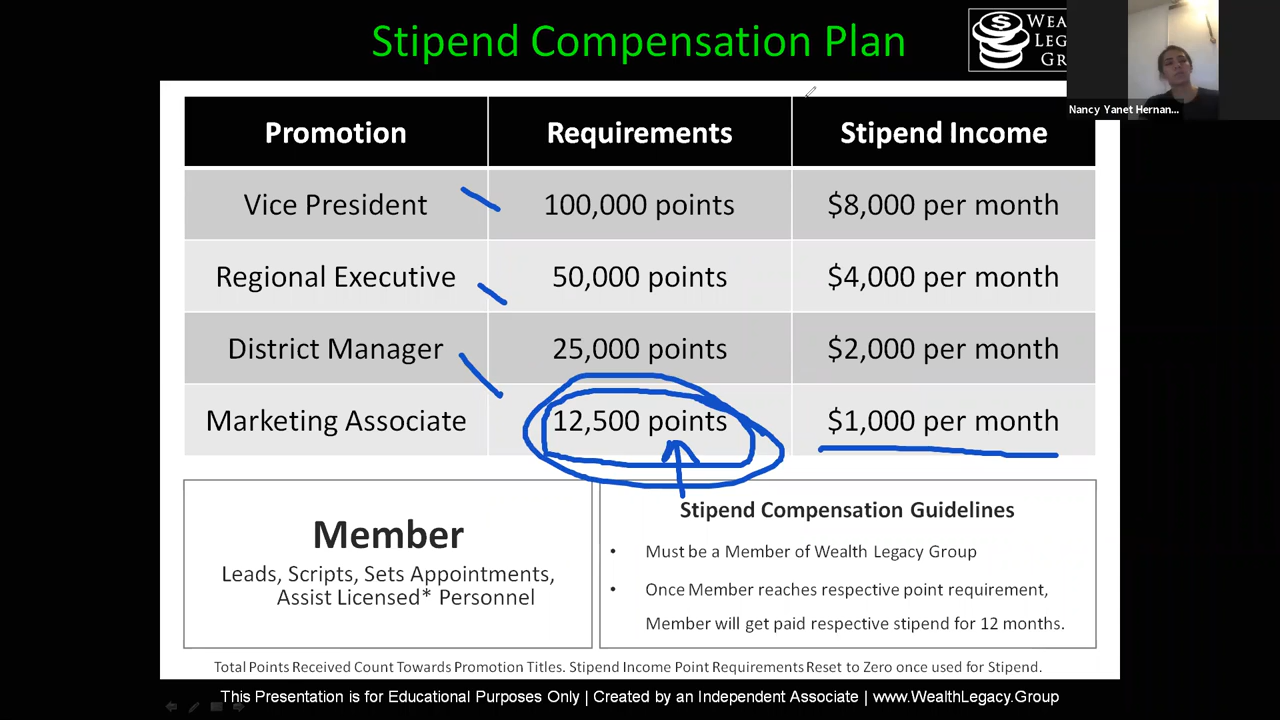 Stipend Compensation Plan
Nancy Yanet Hernan...
Promotion Requirements Stipend Income
Vice President 100,000 points $8,000 per month
Regional Executive 50,000 points $4,000 per month
District Manager 25,000 points $2,000 per month
Marketing Associate 12,500 points $1,000 per month
Member
Leads, Scripts, Sets Appointments,
Assist Licensed* Personnel
Stipend Compensation Guidelines
• Must be a Member of Wealth Legacy Group
• Once Member reaches respective point requirement,
Member will get paid respective stipend for 12 months.
Total Points Received Count Towards Promotion Titles. Stipend Income Point Requirements Reset to Zero once used for Stipend.
This Presentation is for Educational Purposes Only | Created by an Independent Associate | www.WealthLegacy.Group